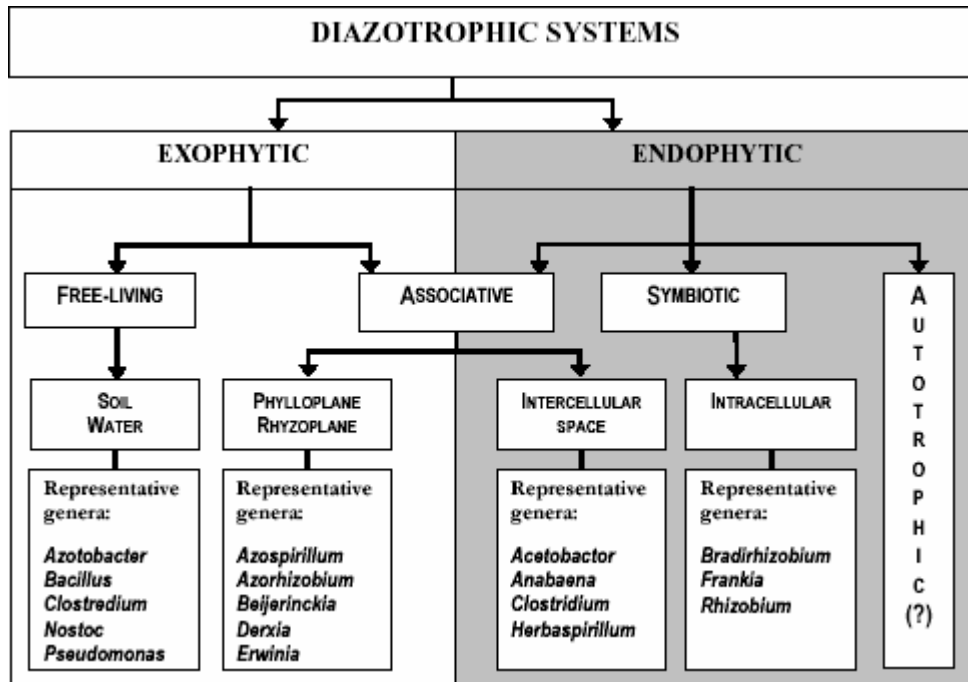 DIAZOTROPHIC SYSTEMS
EXOPHYTIC
ENDOPHYTIC
FREE-LIVING
ASSOCIATIVE
SYMBIOTIC
A
U
T
O
T
R
O
P
H
I
C
(?)
SOIL
WATER
PHYLLOPLANE
RHYZOPLANE
INTERCELLULAR
SPACE
INTRACELLULAR
Representative
genera:
Azotobacter
Bacillus
Clostredium
Nostoc
Pseudomonas
Representative
genera:
Azospirillum
Azorhizobium
Beijerinckia
Derxia
Erwinia
Representative
genera:
Acetobactor
Anabaena
Clostridium
Herbaspirillum
Representative
genera:
Bradirhizobium
Frankia
Rhizobium